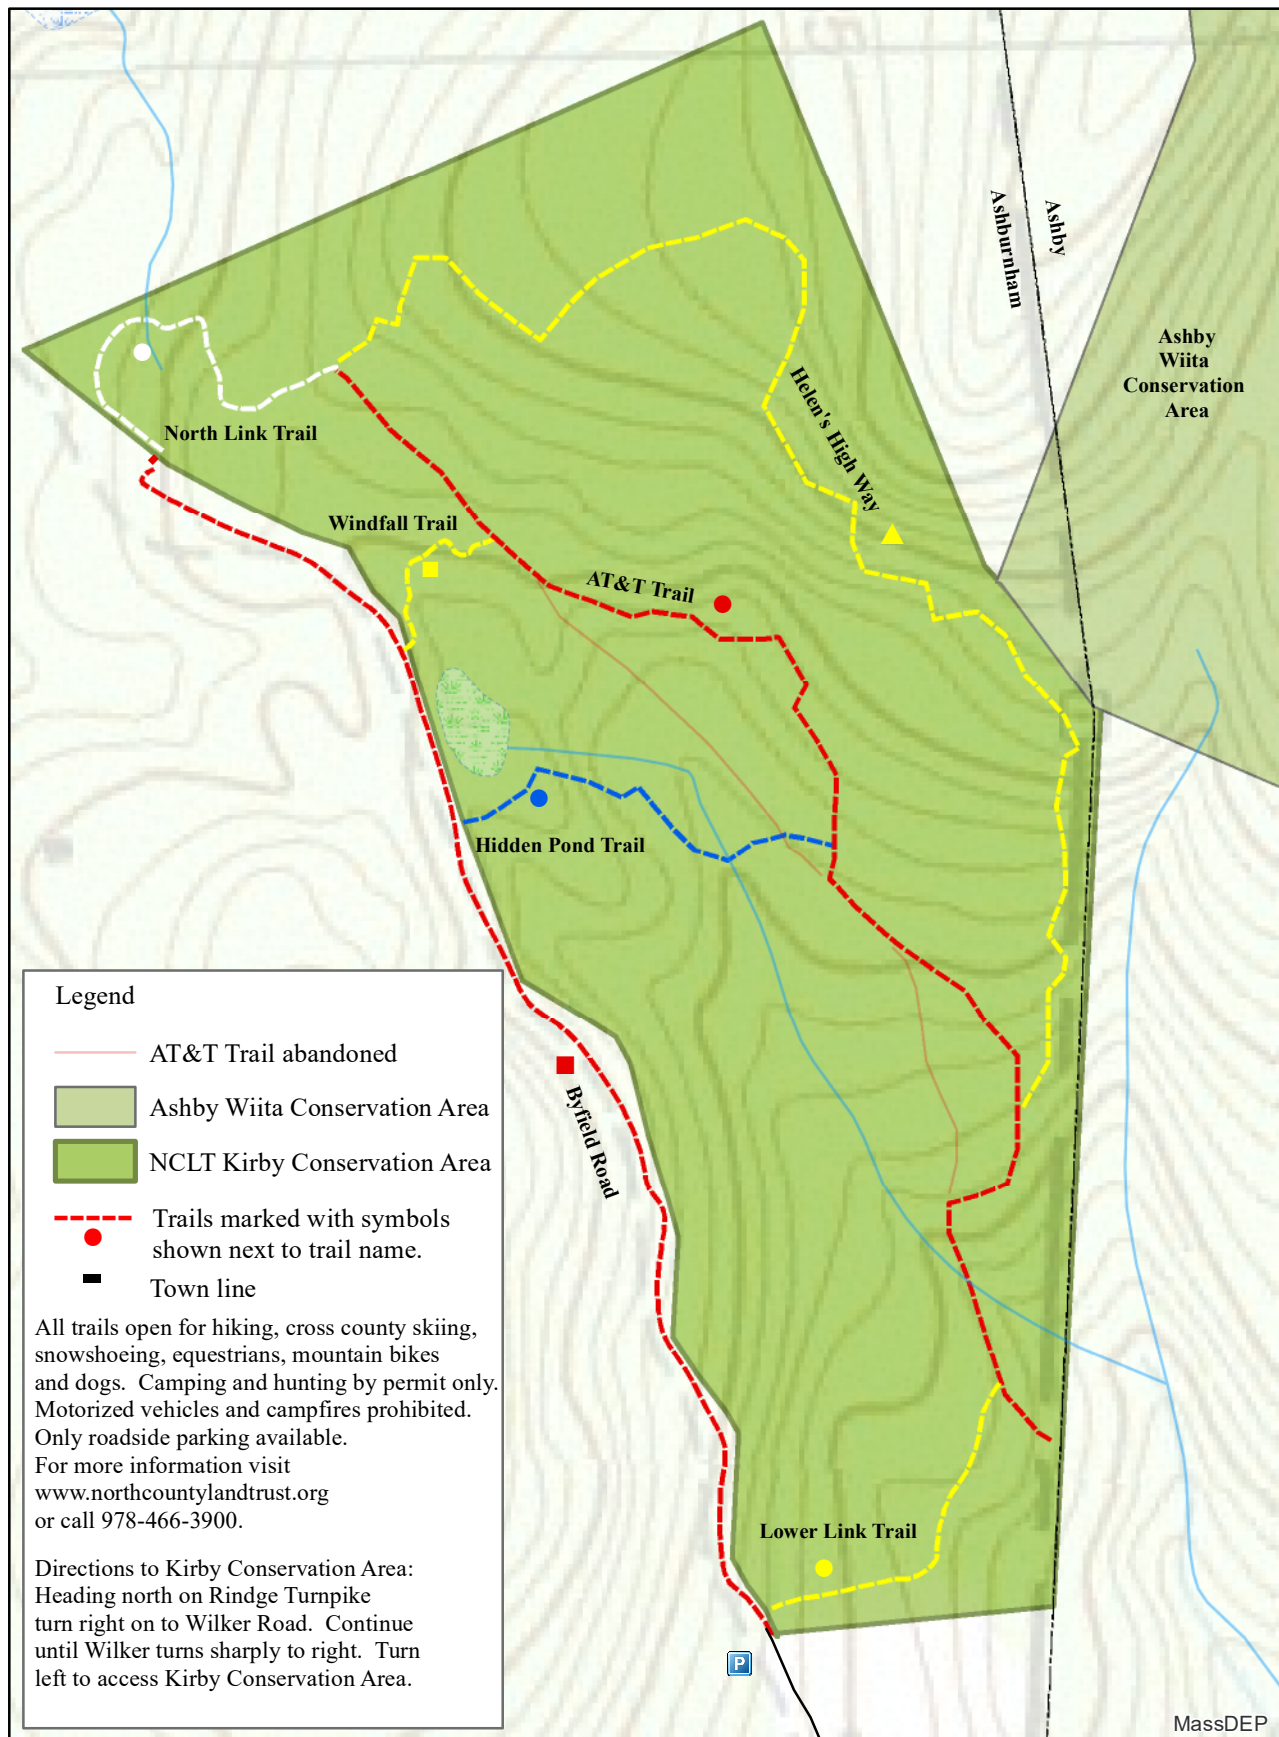 Ashby
Ashburnham
Ashby
Wiita
Conservation
Area
Helen's High Way
North Link Trail
Windfall Trail
AT&T Trail
Hidden Pond Trail
Byfield Road
Lower Link Trail
P
Legend
AT&T Trail abandoned
Ashby Wiita Conservation Area
NCLT Kirby Conservation Area
Trails marked with symbols
shown next to trail name.
Town line
All trails open for hiking, cross county skiing,
snowshoeing, equestrians, mountain bikes
and dogs.  Camping and hunting by permit only.
Motorized vehicles and campfires prohibited.
Only roadside parking available.
For more information visit
www.northcountylandtrust.org
or call 978-466-3900.
Directions to Kirby Conservation Area:
Heading north on Rindge Turnpike
turn right on to Wilker Road.  Continue
until Wilker turns sharply to right.  Turn
left to access Kirby Conservation Area.
MassDEP